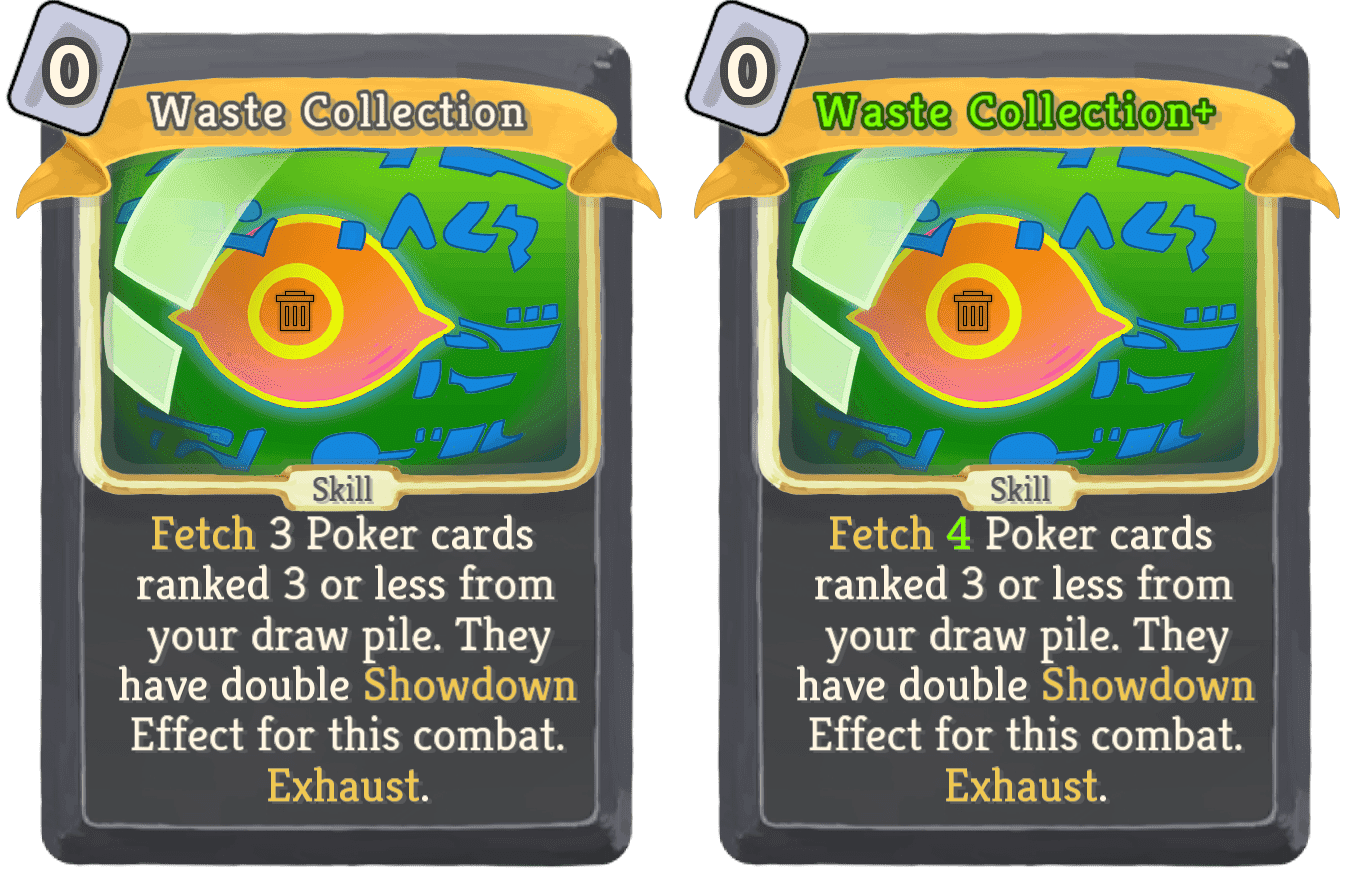 0
Waste Collection
Skill
Fetch 3 Poker cards
ranked 3 or less from
your draw pile. They
have double Showdown
Effect for this combat.
Exhaust.
0
Waste Collection+
Skill
Fetch 4 Poker cards
ranked 3 or less from
your draw pile. They
have double Showdown
Effect for this combat.
Exhaust.